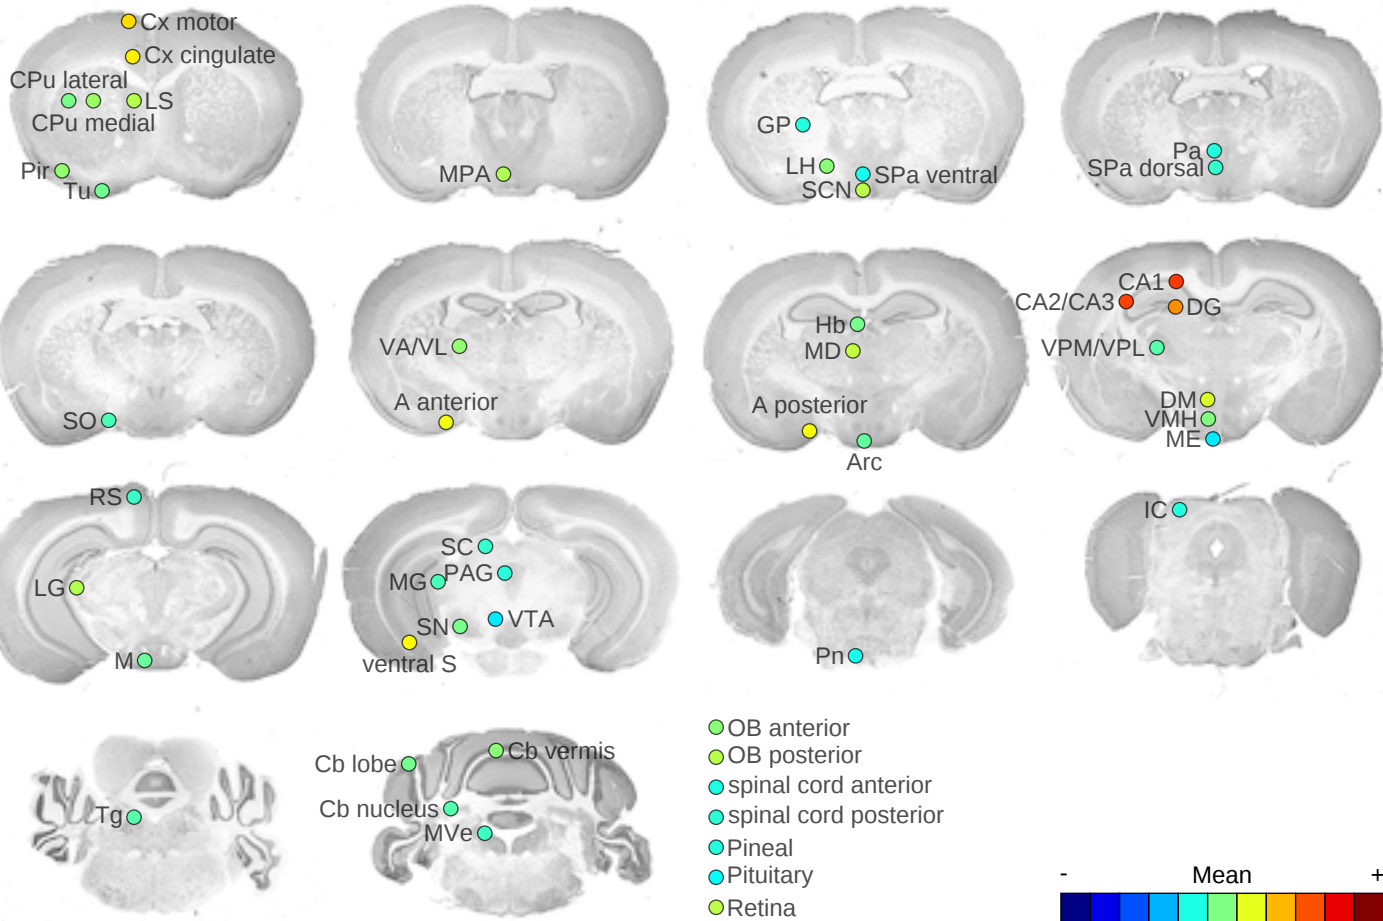 Cx motor
Cx cingulate
CPu lateral
LS
CPu medial
Pir
Tu
MPA
GP
LH
SPa ventral
SCN
Pa
SPa dorsal
SO
VA/VL
A anterior
Hb
MD
A posterior
Arc
CA1
CA2/CA3
DG
VPM/VPL
DM
VMH
ME
RS
LG
M
SC
MG
PAG
SN
VTA
ventral S
Pn
IC
Tg
Cb lobe
Cb vermis
Cb nucleus
MVe
OB anterior
OB posterior
spinal cord anterior
spinal cord posterior
Pineal
Pituitary
Retina
- Mean +